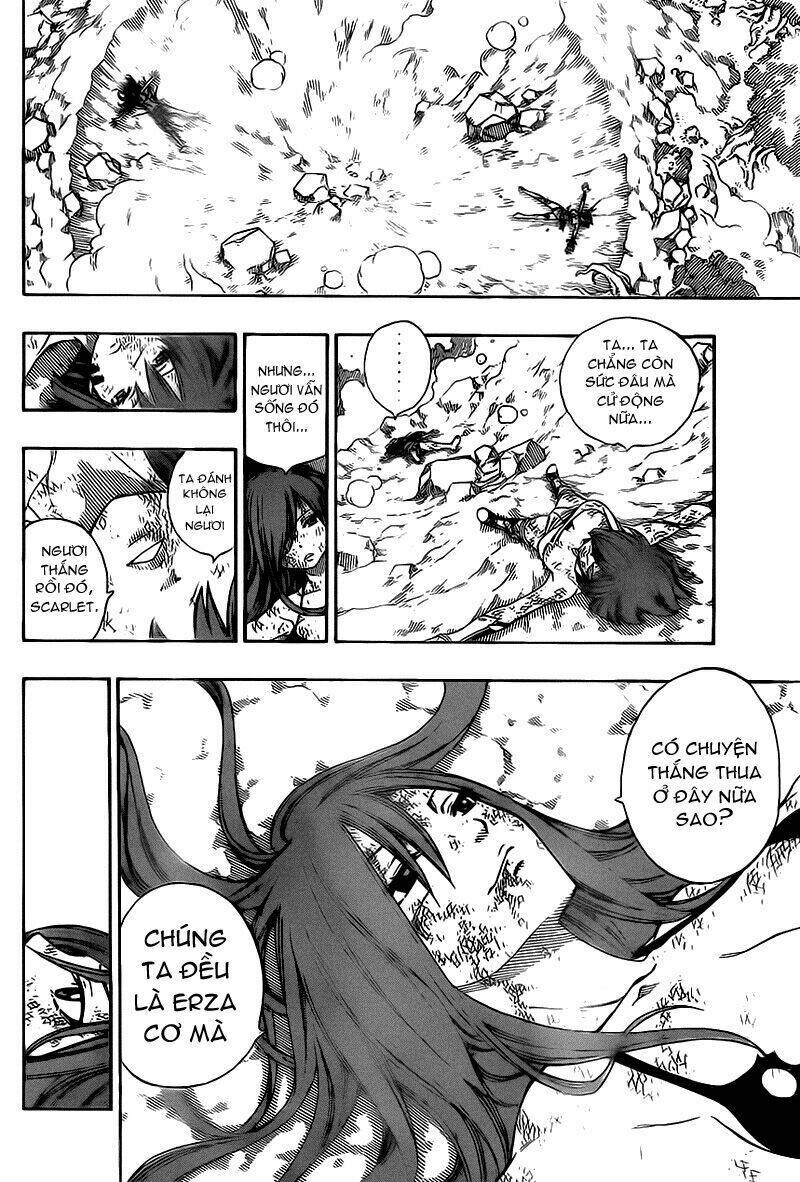 TA... TA
CHẲNG CÒN
SỨC ĐÂU MÀ
CỬ ĐỘNG
NỮA...
......
NHƯNG...
NGƯƠI VẪN
SỐNG ĐÓ
THÔI...
TA ĐÁNH
KHÔNG
LẠI
NGƯƠI
NGƯƠI
THẮNG
RỒI ĐÓ,
SCARLET.
CÓ CHUYỆN
THẮNG THUA
Ở ĐÂY NỮA
SAO?
CHÚNG
TA ĐỀU
LÀ ERZA
CƠ MÀ